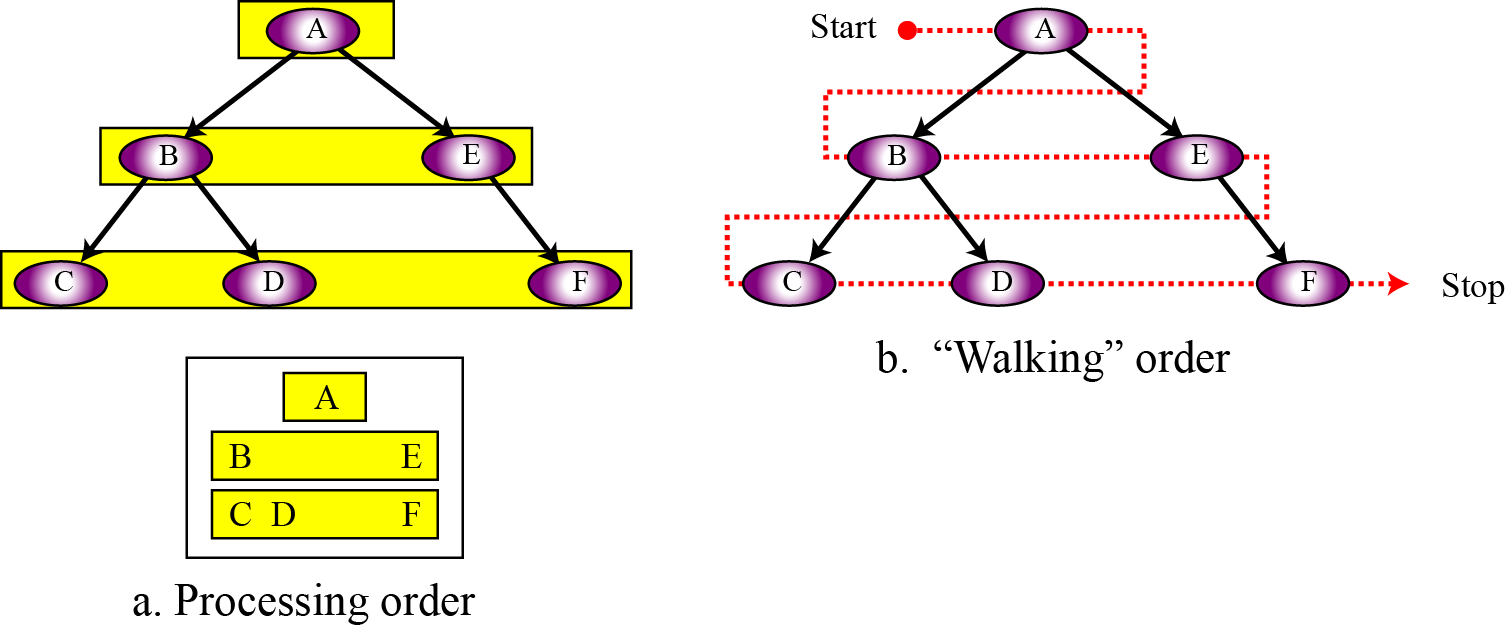 A
B E
C D F
A
B E
C D F
a. Processing order
Start A
B E
C D F Stop
b. “Walking” order